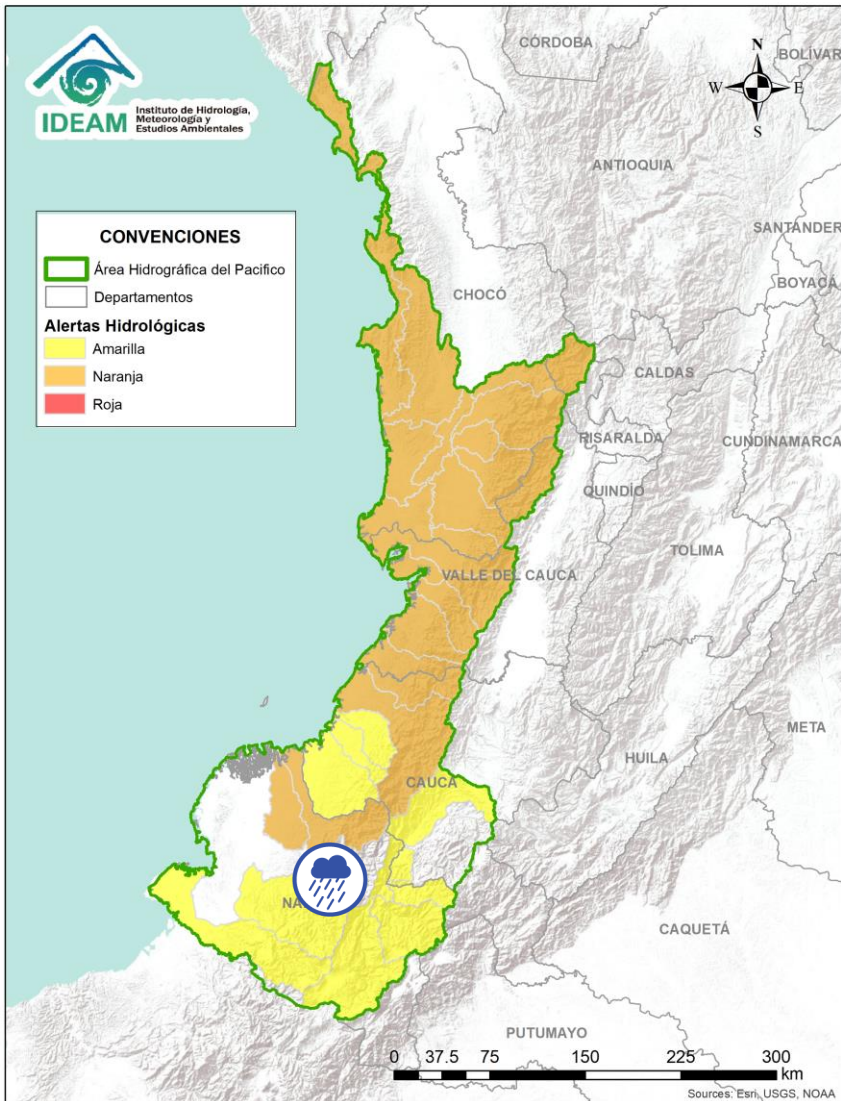 IDEAM
Instituto de Hidrología,
Meteorología y
Estudios Ambientales
N
W E
S
CÓRDOBA
BOLÍVAR
ANTIOQUIA
SANTANDER
BOYACÁ
CHOCÓ
CALDAS
RISARALDA
CUNDINAMARCA
QUINDÍO
TOLIMA
VALLE DEL CAUCA
META
HUILA
CAUCA
NA
CAQUETÁ
PUTUMAYO
CONVENCIONES
Área Hidrográfica del Pacifico
Departamentos
Alertas Hidrológicas
Amarilla
Naranja
Roja
0 37.5 75 150 225 300
km
Sources: Esri, USGS, NOAA